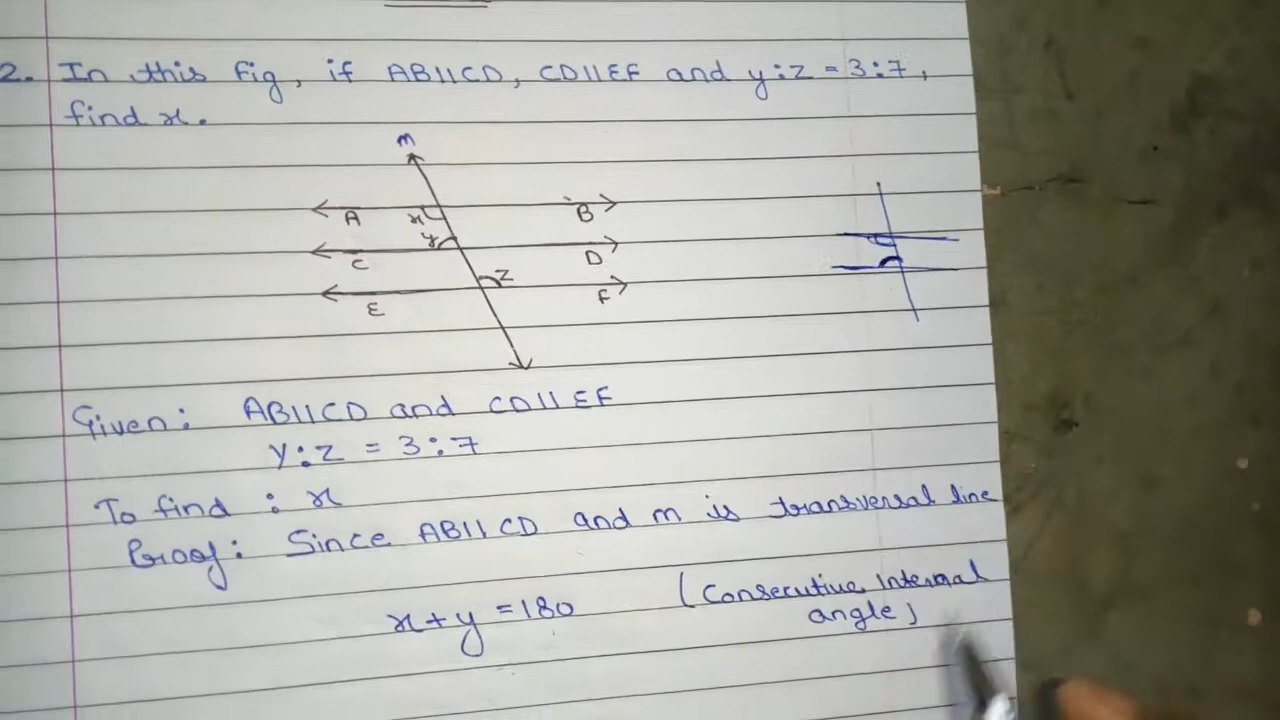 2. In this Fig, if AB||CD, CD||EF and y:z = 3:7,
find x.
m
A
x
B
y
C
D
z
E
F
Given: AB||CD and CD||EF
y:z = 3:7
To find : x
Proof: Since AB||CD and m is transversal line
x+y =180 (Consecutive Internal
angle)